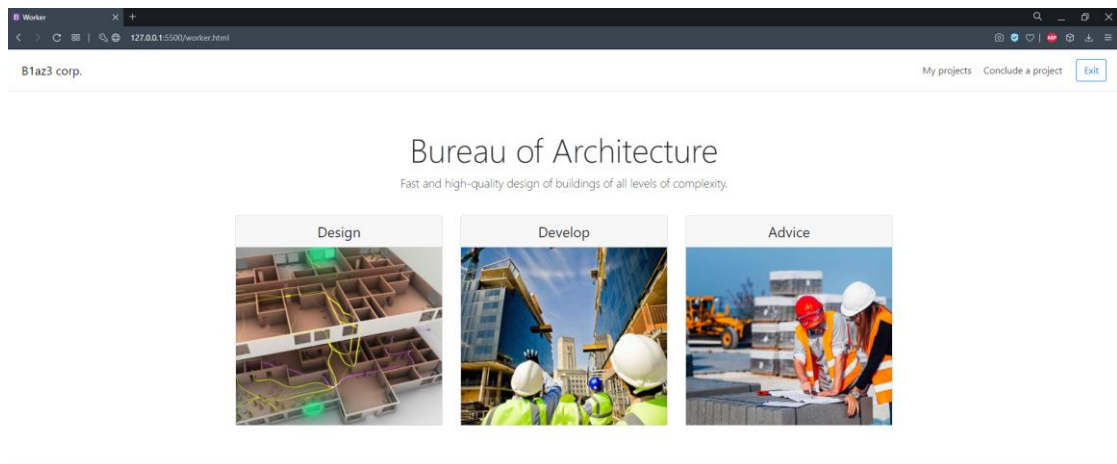 Worker
127.0.0.1:5500/worker.html
ABP
B1az3 corp.
My projects Conclude a project Exit
Bureau of Architecture
Fast and high-quality design of buildings of all levels of complexity.
Design Develop Advice